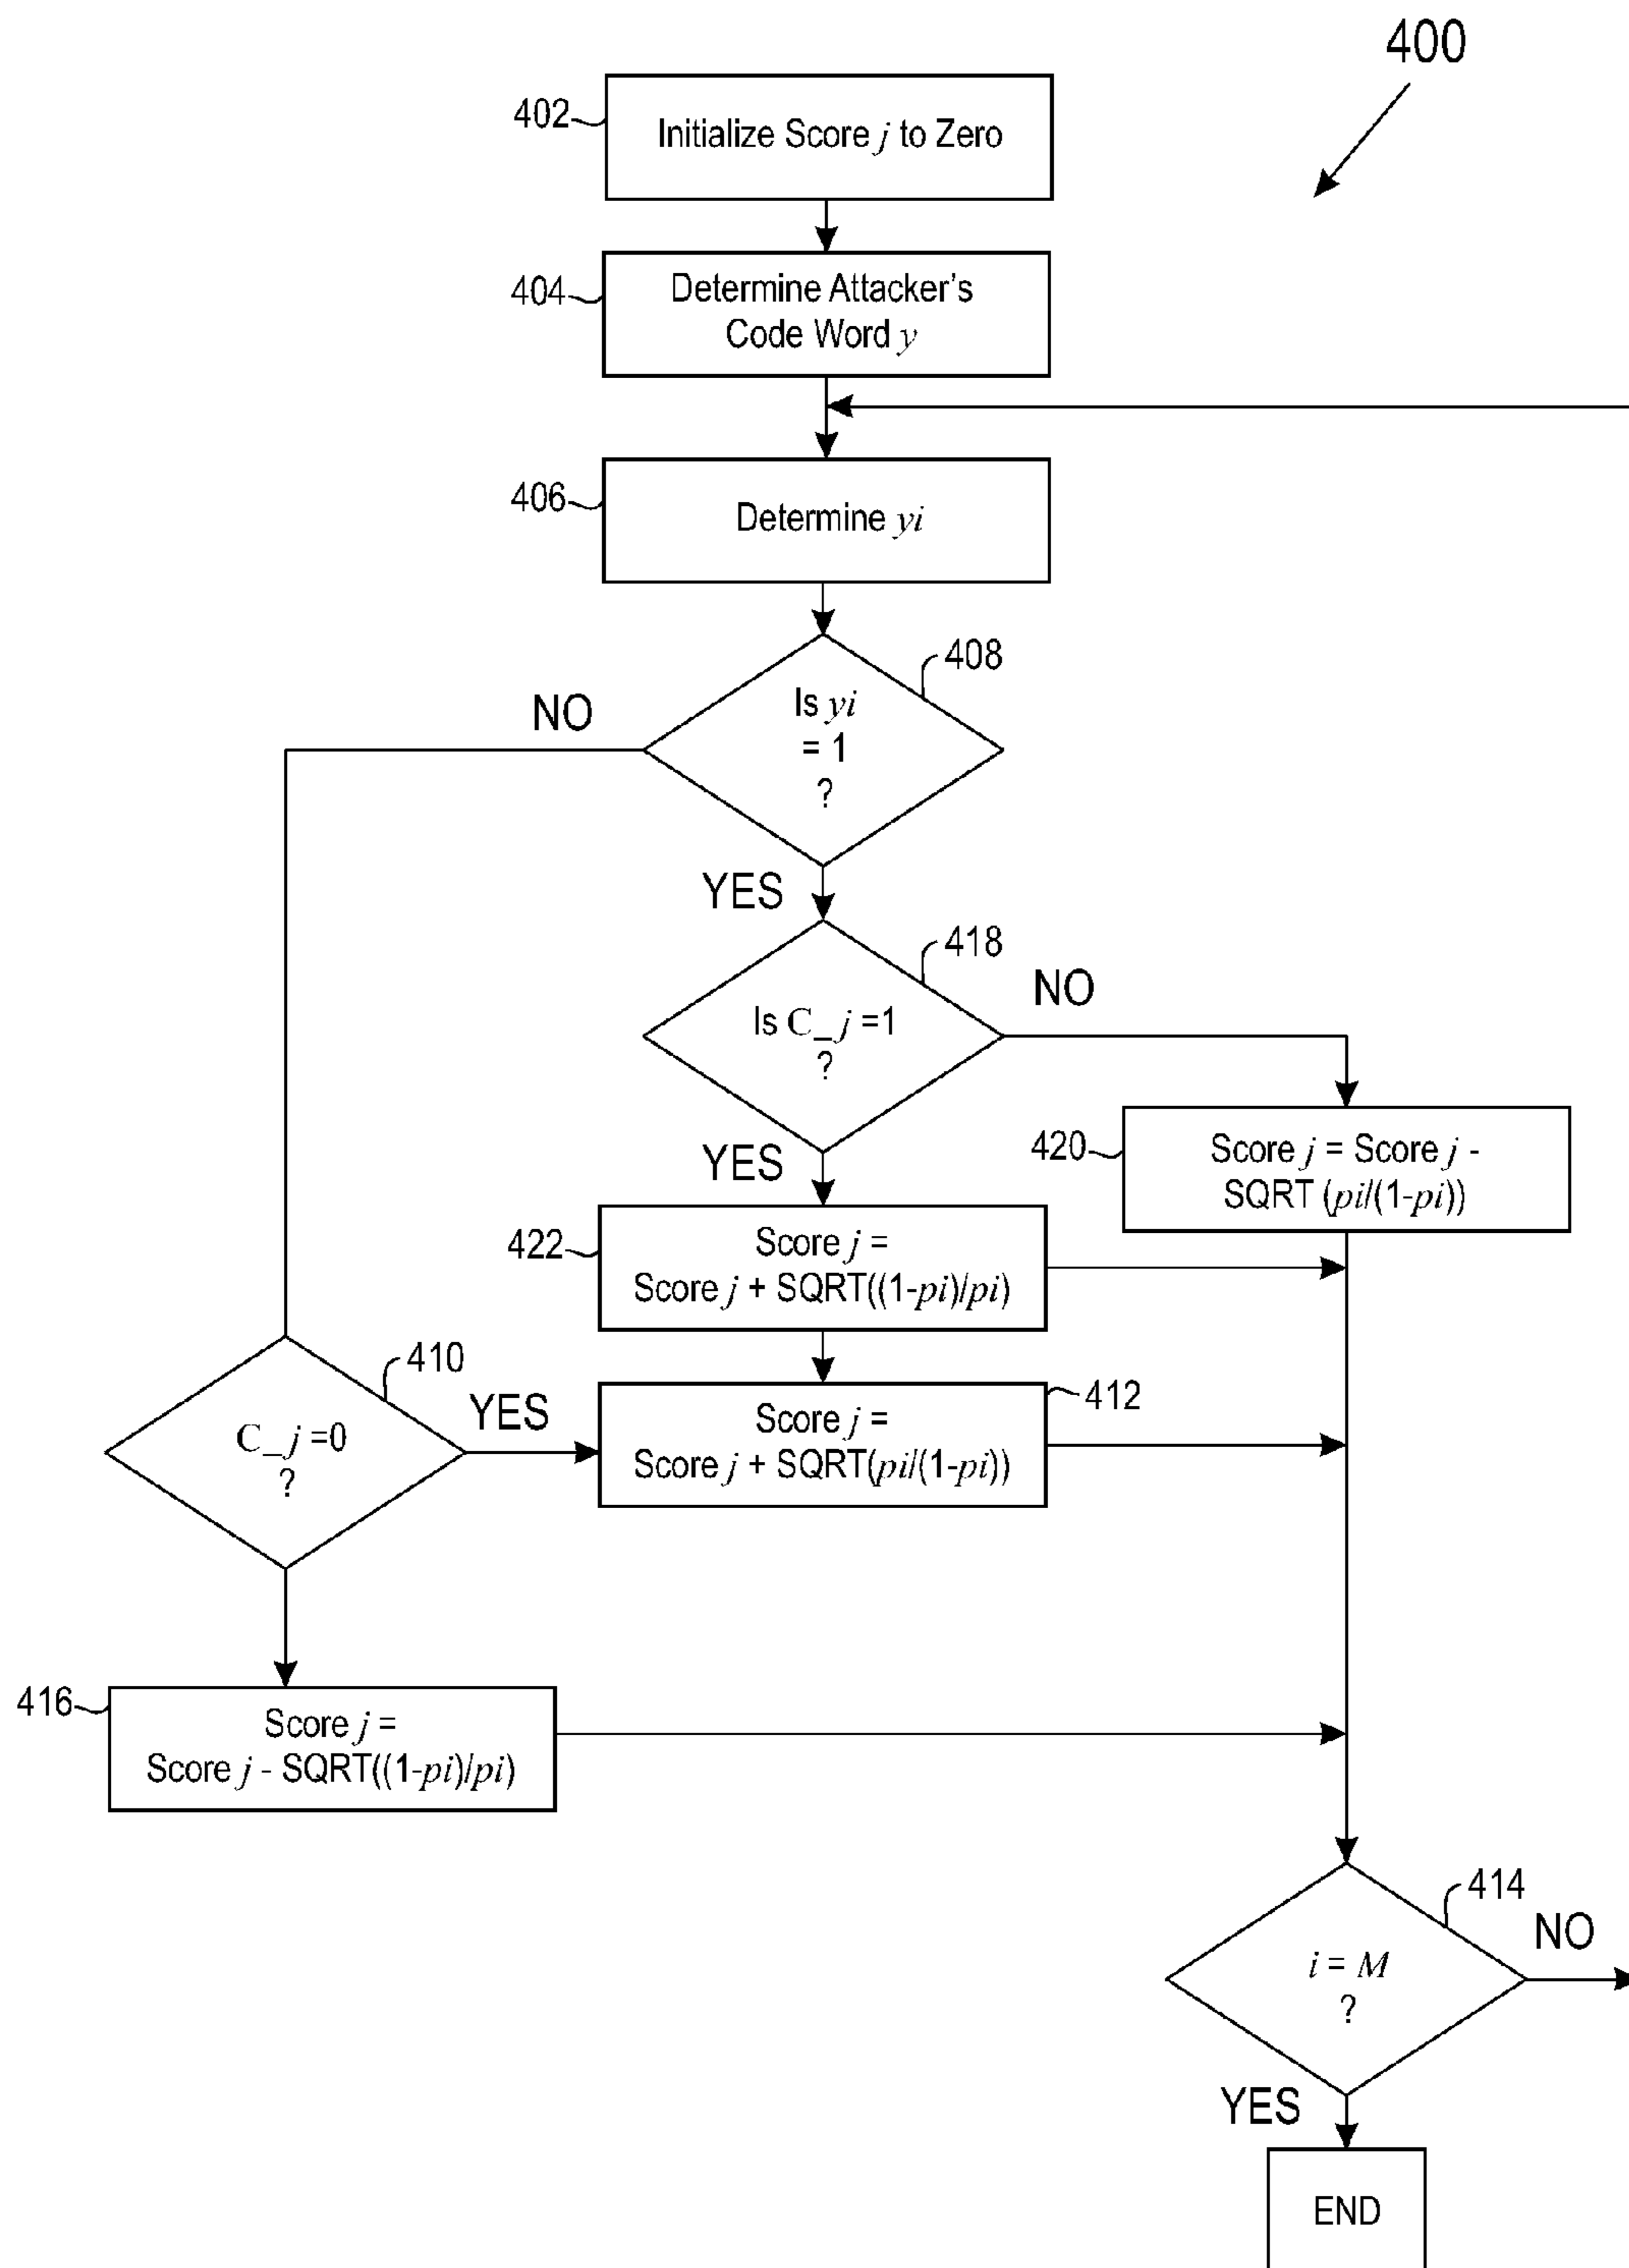 400
402
Initialize Score j to Zero
404
Determine Attacker's
Code Word y
406
Determine yi
408
Is yi
= 1
?
NO
YES
418
Is C_j =1
?
NO
YES
420
Score j = Score j -
SQRT (pi/(1-pi))
422
Score j =
Score j + SQRT((1-pi)/pi)
410
C_j =0
?
YES
412
Score j =
Score j + SQRT(pi/(1-pi))
416
Score j =
Score j - SQRT((1-pi)/pi)
414
i = M
?
NO
YES
END